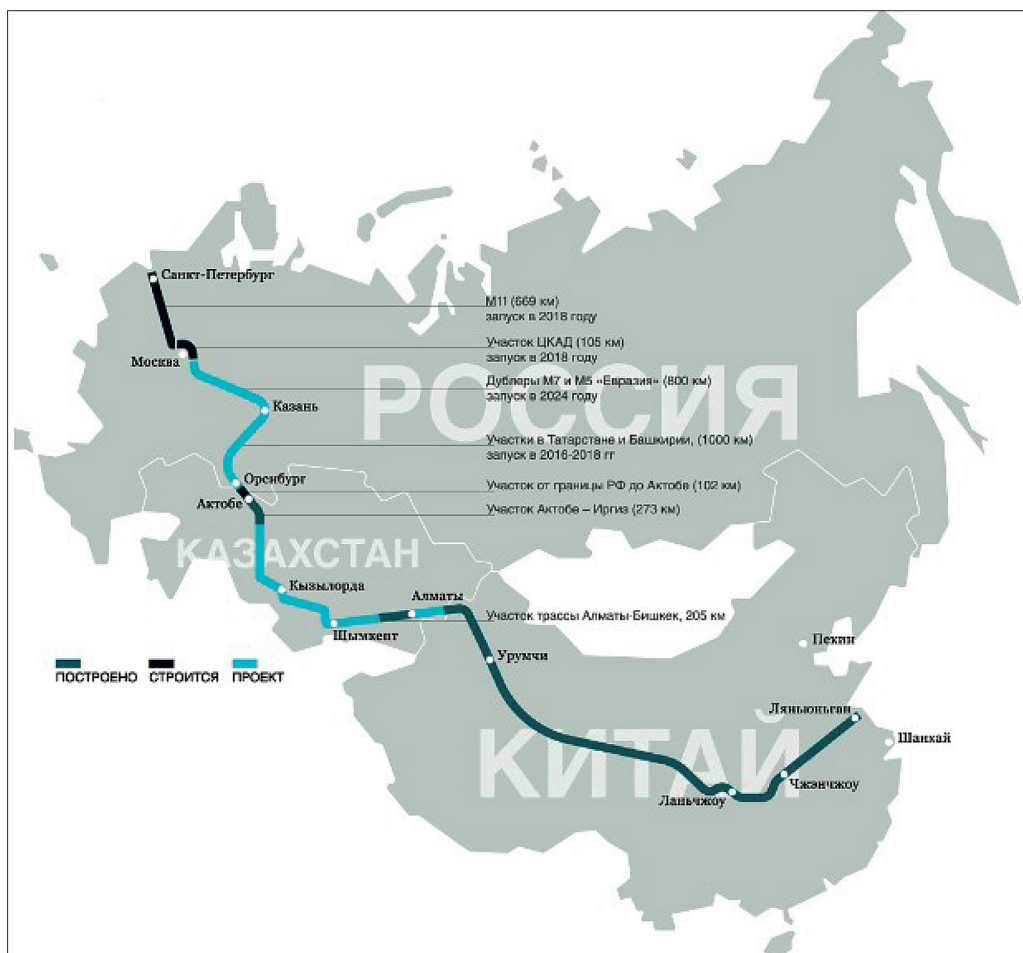 Санкт-Петербург
М11 (669 км)
запуск в 2018 году
Участок ЦКАД (105 км)
запуск в 2018 году
Москва
Дублеры М7 и М5 «Евразия» (800 км)
запуск в 2024 году
РОССИЯ
Казань
Участки в Татарстане и Башкирии, (1000 км)
запуск в 2016-2018 гг
Оренбург
Участок от границы РФ до Актобе (102 км)
Актобе
Участок Актобе – Иргиз (273 км)
КАЗАХСТАН
Кызылорда
Алматы
Участок трассы Алматы-Бишкек, 205 км
Шымкент
Пекин
Урумчи
ПОСТРОЕНО СТРОИТСЯ ПРОЕКТ
Ляньюньган
КИТАЙ
Шанхай
Чжэнчжоу
Ланьчжоу